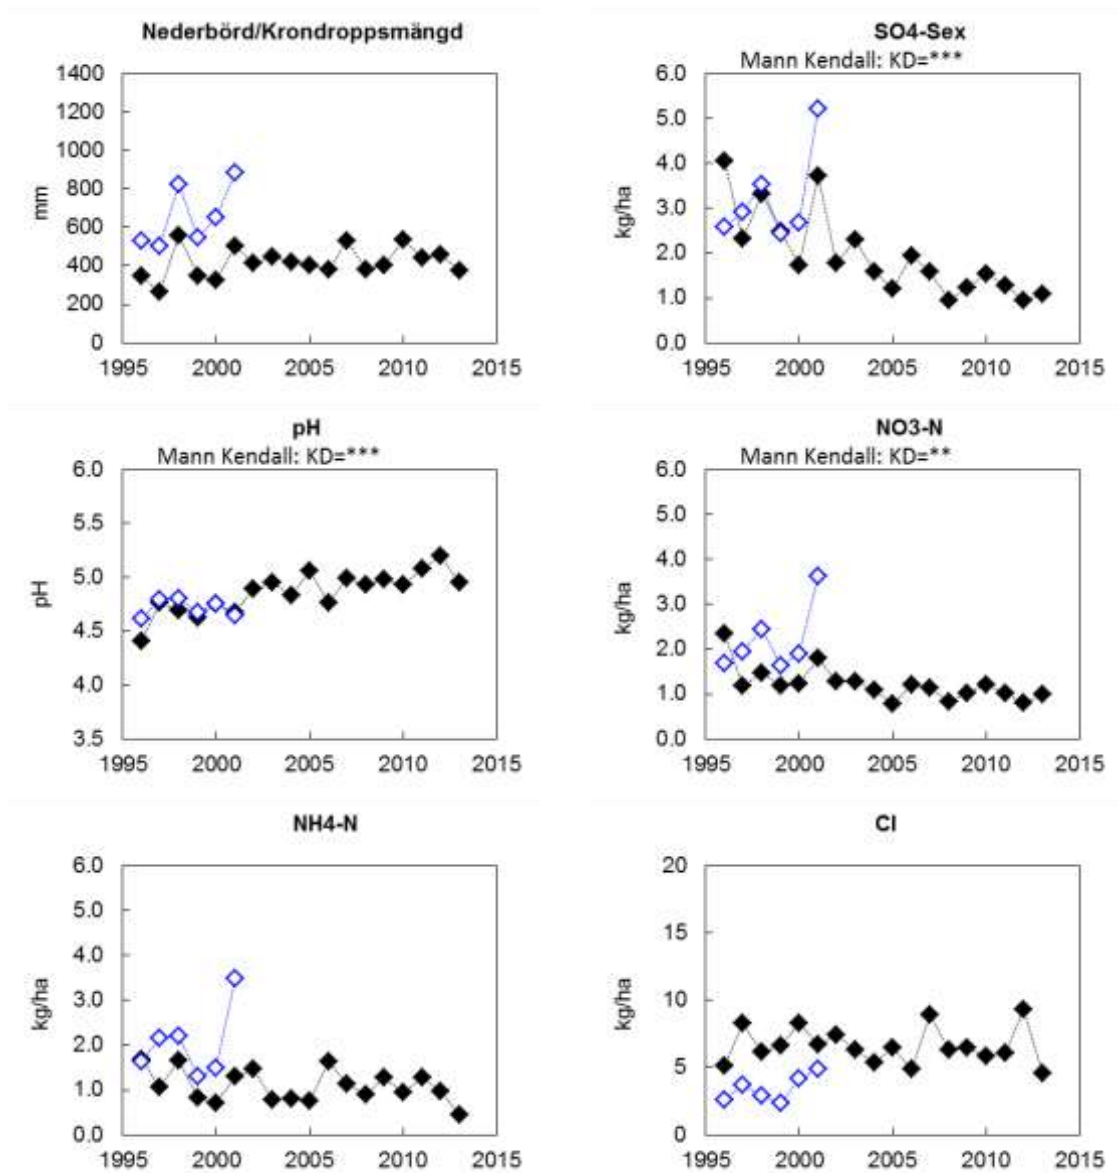 Nederbörd/Krondroppsmängd
1400
1200
1000
800
600
400
200
0
mm
1995 2000 2005 2010 2015
SO4-Sex
Mann Kendall: KD=***
6.0
5.0
4.0
3.0
2.0
1.0
0.0
kg/ha
1995 2000 2005 2010 2015
pH
Mann Kendall: KD=***
6.0
5.5
5.0
4.5
4.0
3.5
pH
1995 2000 2005 2010 2015
NO3-N
Mann Kendall: KD=**
6.0
5.0
4.0
3.0
2.0
1.0
0.0
kg/ha
1995 2000 2005 2010 2015
NH4-N
6.0
5.0
4.0
3.0
2.0
1.0
0.0
kg/ha
1995 2000 2005 2010 2015
Cl
20
15
10
5
0
kg/ha
1995 2000 2005 2010 2015